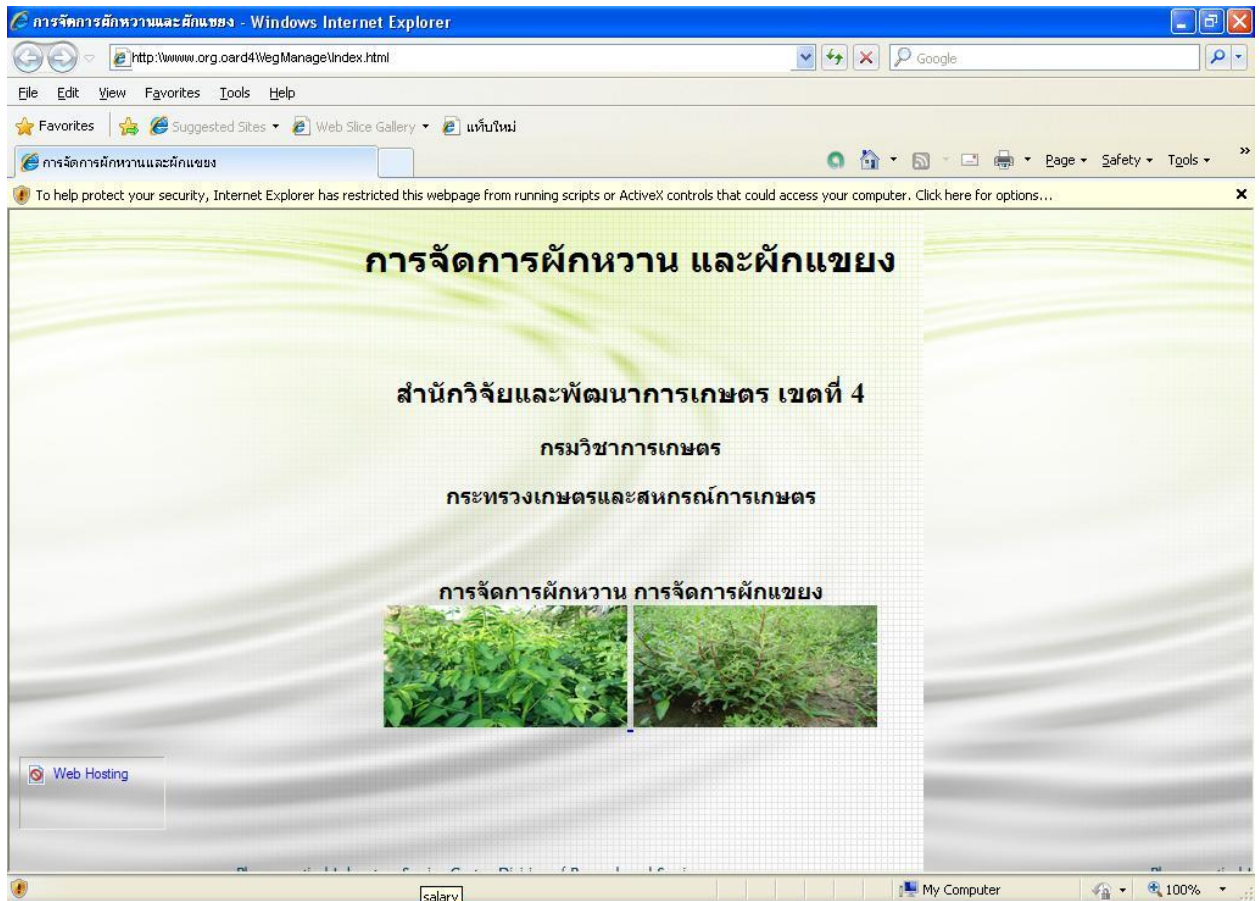 การจัดการผักหวานและผักแขยง - Windows Internet Explorer
http:\\www.org.oard4\VegManage\Index.html Google
File Edit View Favorites Tools Help
Favorites Suggested Sites Web Slice Gallery แท็บใหม่
การจัดการผักหวานและผักแขยง Page Safety Tools »
To help protect your security, Internet Explorer has restricted this webpage from running scripts or ActiveX controls that could access your computer. Click here for options...
การจัดการผักหวาน และผักแขยง
สำนักวิจัยและพัฒนาการเกษตร เขตที่ 4
กรมวิชาการเกษตร
กระทรวงเกษตรและสหกรณ์การเกษตร
การจัดการผักหวาน การจัดการผักแขยง
Web Hosting
salary
My Computer 100%